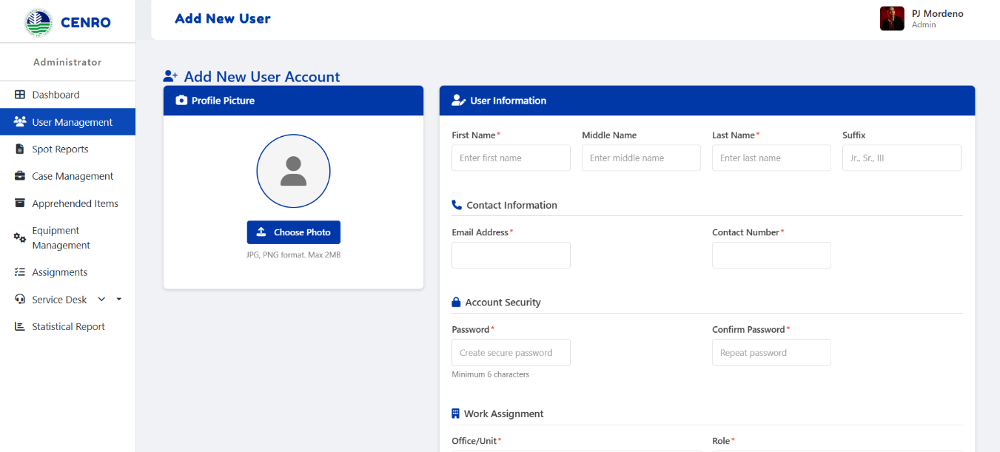 CENRO
Add New User
PJ Mordeno
Admin
Administrator
Dashboard
User Management
Spot Reports
Case Management
Apprehended Items
Equipment
Management
Assignments
Service Desk
Statistical Report
Add New User Account
Profile Picture
Choose Photo
JPG, PNG format. Max 2MB
User Information
First Name* Middle Name Last Name* Suffix
Enter first name Enter middle name Enter last name Jr., Sr., III
Contact Information
Email Address* Contact Number*
Account Security
Password* Confirm Password*
Create secure password Repeat password
Minimum 6 characters
Work Assignment
Office/Unit* Role*